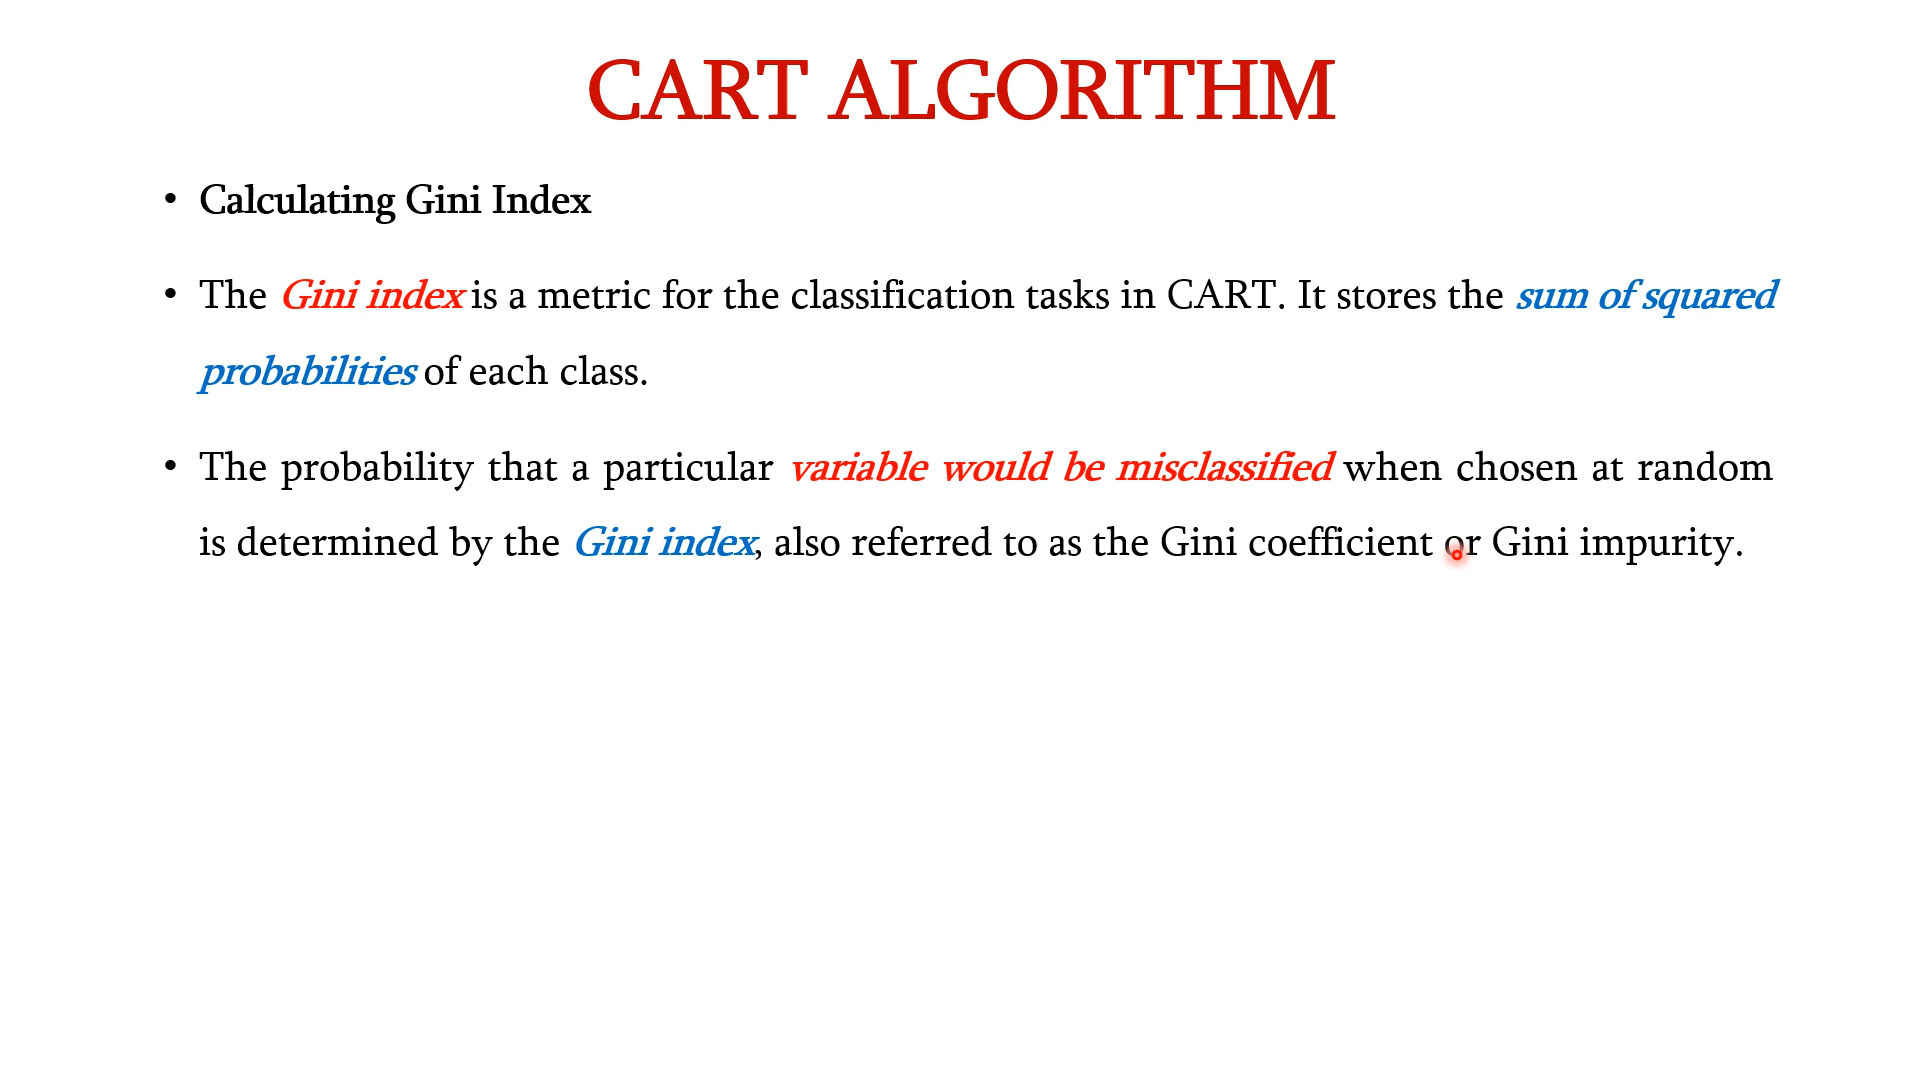 CART ALGORITHM
• Calculating Gini Index
• The Gini index is a metric for the classification tasks in CART. It stores the sum of squared
probabilities of each class.
• The probability that a particular variable would be misclassified when chosen at random
is determined by the Gini index, also referred to as the Gini coefficient or Gini impurity.